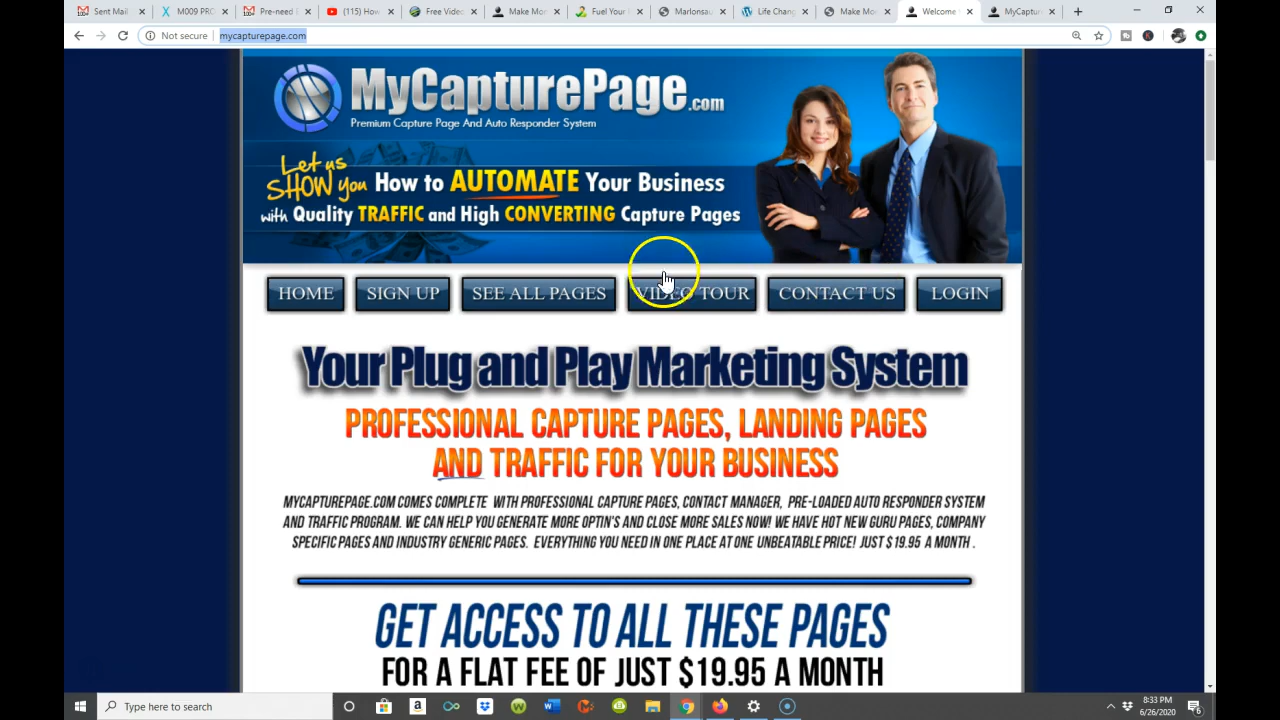 Sent Mail
M009 PRO
Pre-need
(115) How
Free Video
Make Mon
Fuel Your
Marlonsau
Life Chang
Make Mo
Welcome
MyCaptur
Not secure
mycapturepage.com
MyCapturePage.com
Premium Capture Page And Auto Responder System
Let us
SHOW you How to AUTOMATE Your Business
with Quality TRAFFIC and High CONVERTING Capture Pages
HOME
SIGN UP
SEE ALL PAGES
VIDEO TOUR
CONTACT US
LOGIN
Your Plug and Play Marketing System
PROFESSIONAL CAPTURE PAGES, LANDING PAGES
AND TRAFFIC FOR YOUR BUSINESS
MYCAPTUREPAGE.COM COMES COMPLETE WITH PROFESSIONAL CAPTURE PAGES, CONTACT MANAGER, PRE-LOADED AUTO RESPONDER SYSTEM
AND TRAFFIC PROGRAM. WE CAN HELP YOU GENERATE MORE OPTIN'S AND CLOSE MORE SALES NOW! WE HAVE HOT NEW GURU PAGES, COMPANY
SPECIFIC PAGES AND INDUSTRY GENERIC PAGES. EVERYTHING YOU NEED IN ONE PLACE AT ONE UNBEATABLE PRICE! JUST $19.95 A MONTH .
GET ACCESS TO ALL THESE PAGES
FOR A FLAT FEE OF JUST $19.95 A MONTH
Type here to search
8:33 PM
6/26/2020